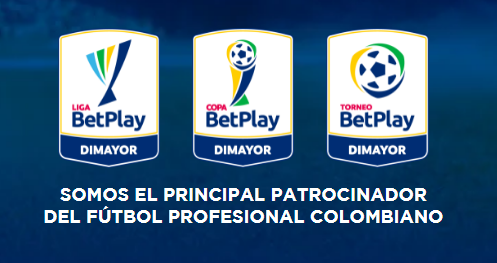 LIGA
BetPlay
DIMAYOR
COPA
BetPlay
DIMAYOR
TORNEO
BetPlay
DIMAYOR
SOMOS EL PRINCIPAL PATROCINADOR
DEL FÚTBOL PROFESIONAL COLOMBIANO